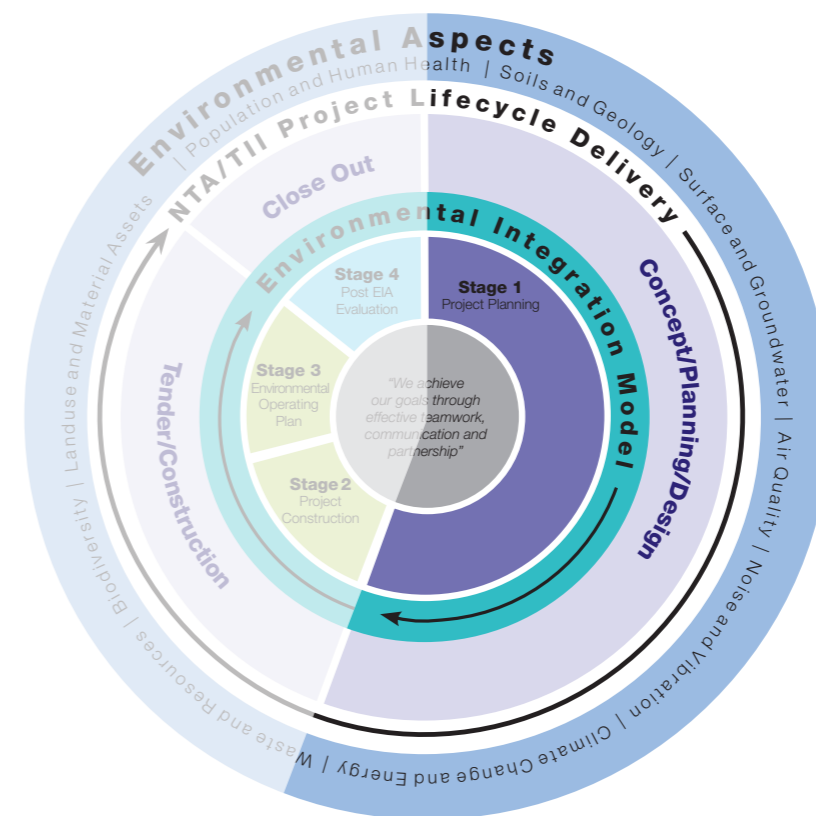 Environmental Aspects
| Population and Human Health | Soils and Geology | Surface and Groundwater | Air Quality | Noise and Vibration | Climate Change and Energy | Waste and Resources | Biodiversity | Landuse and Material Assets
NTA/TII Project Lifecycle Delivery
Close Out
Concept/Planning/Design
Tender/Construction
Environmental Integration Model
Stage 1
Project Planning
Stage 2
Project
Construction
Stage 3
Environmental
Operating
Plan
Stage 4
Post EIA
Evaluation
“We achieve
our goals through
effective teamwork,
communication and
partnership”